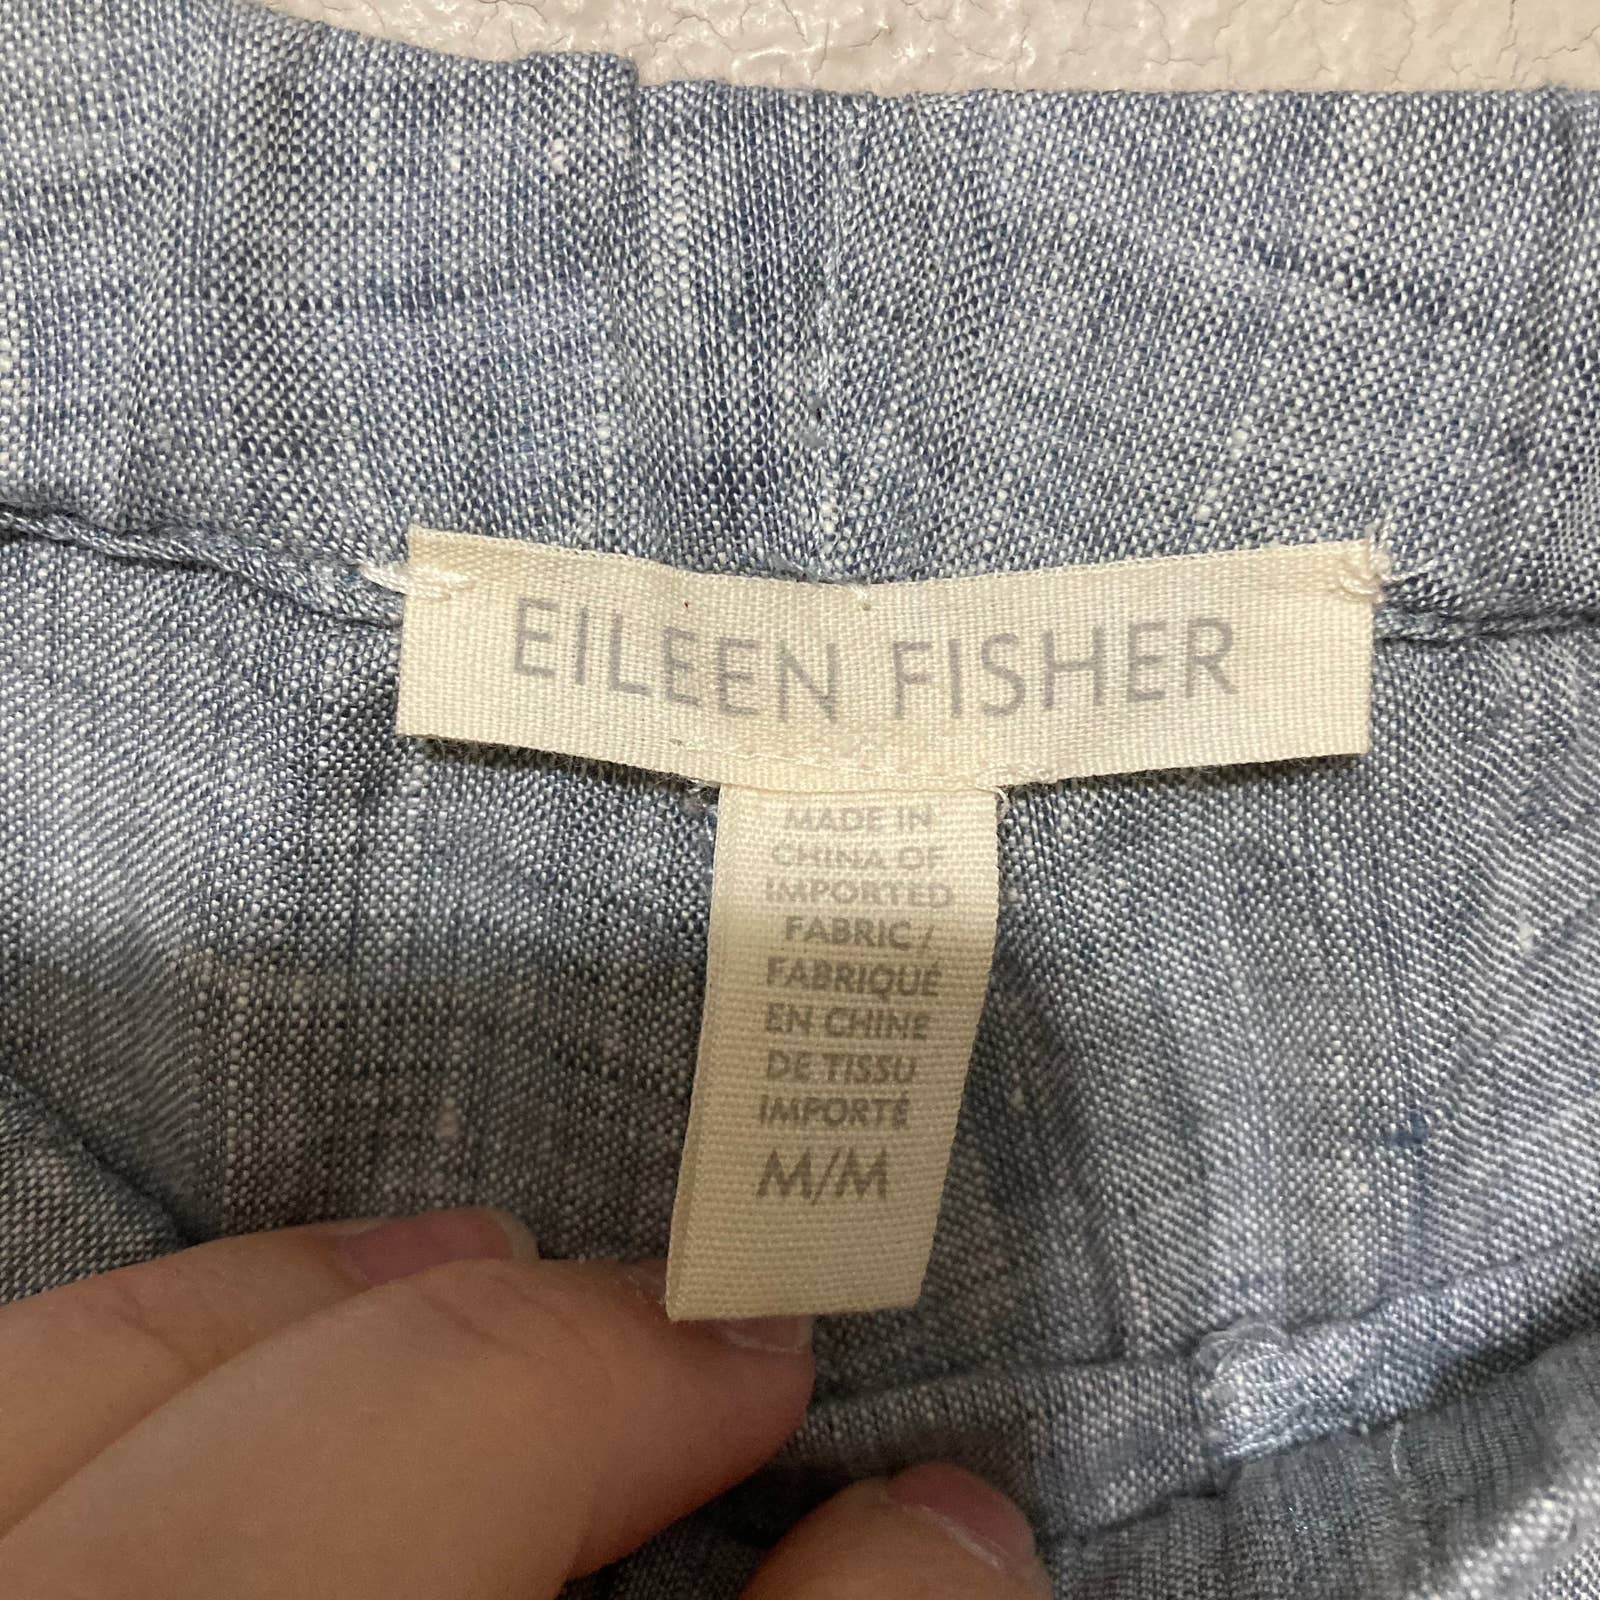 EILEEN FISHER
MADE IN
CHINA OF
IMPORTED
FABRIC /
FABRIQUÉ
EN CHINE
DE TISSU
IMPORTÉ
M/M